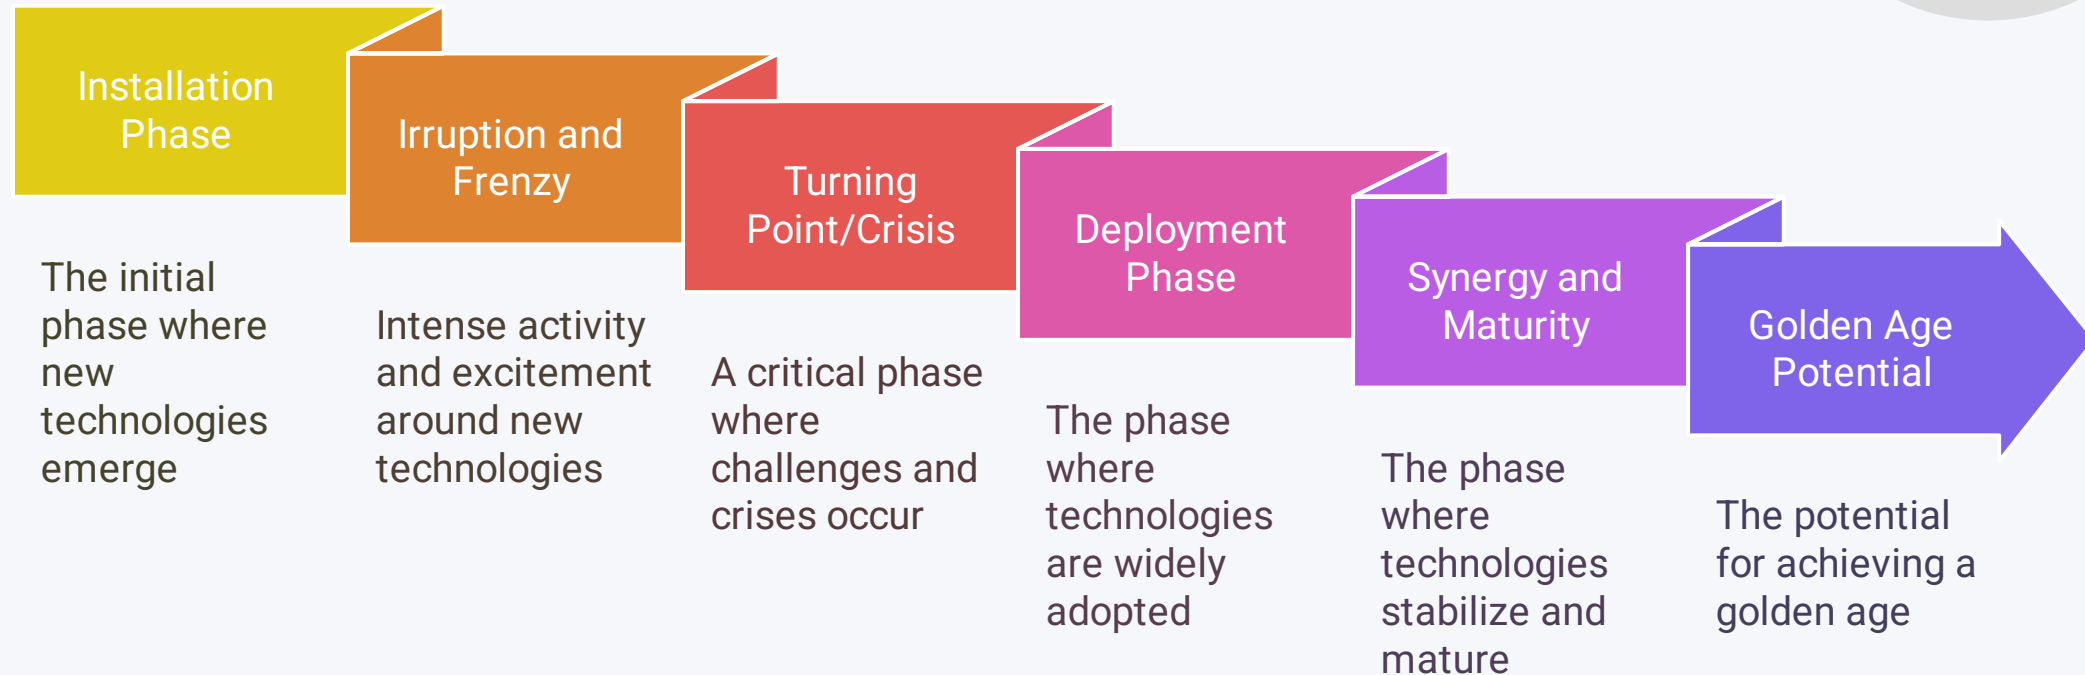 Installation
Phase
The initial
phase where
new
technologies
emerge
Irruption and
Frenzy
Intense activity
and excitement
around new
technologies
Turning
Point/Crisis
A critical phase
where
challenges and
crises occur
Deployment
Phase
The phase
where
technologies
are widely
adopted
Synergy and
Maturity
The phase
where
technologies
stabilize and
mature
Golden Age
Potential
The potential
for achieving a
golden age